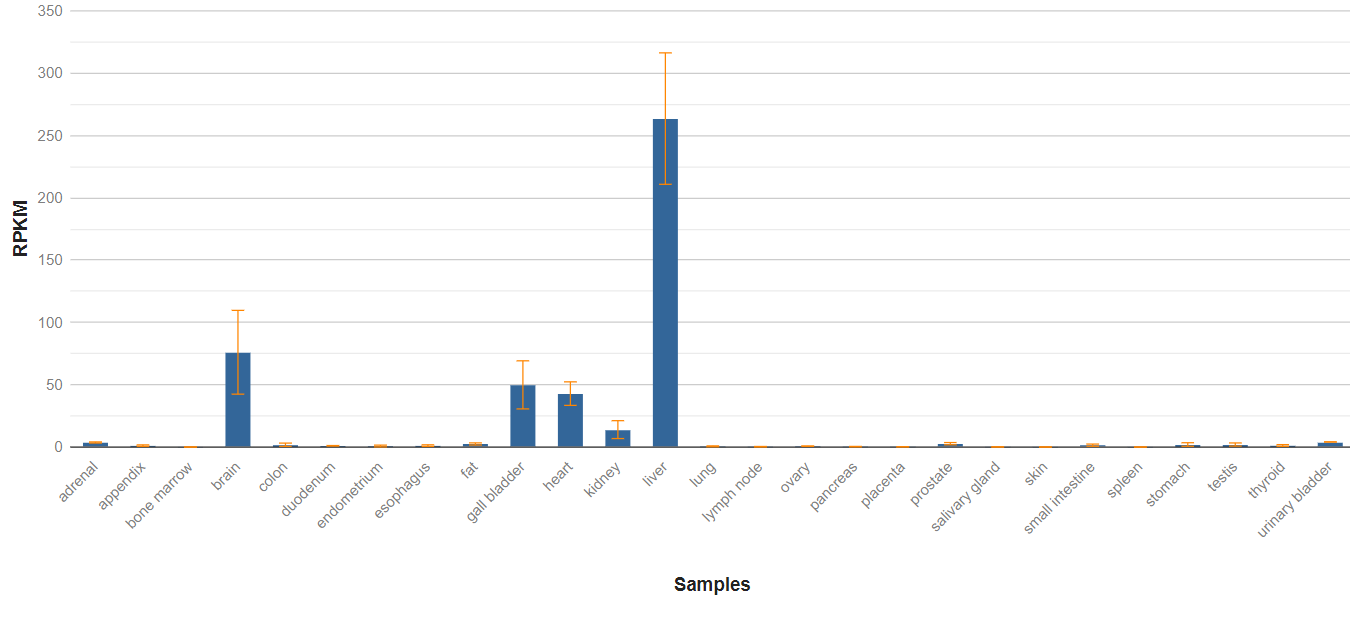 350
300
250
200
150
100
50
0
RPKM
adrenal
appendix
bone marrow
brain
colon
duodenum
endometrium
esophagus
fat
gall bladder
heart
kidney
liver
lung
lymph node
ovary
pancreas
placenta
prostate
salivary gland
skin
small intestine
spleen
stomach
testis
thyroid
urinary bladder
Samples